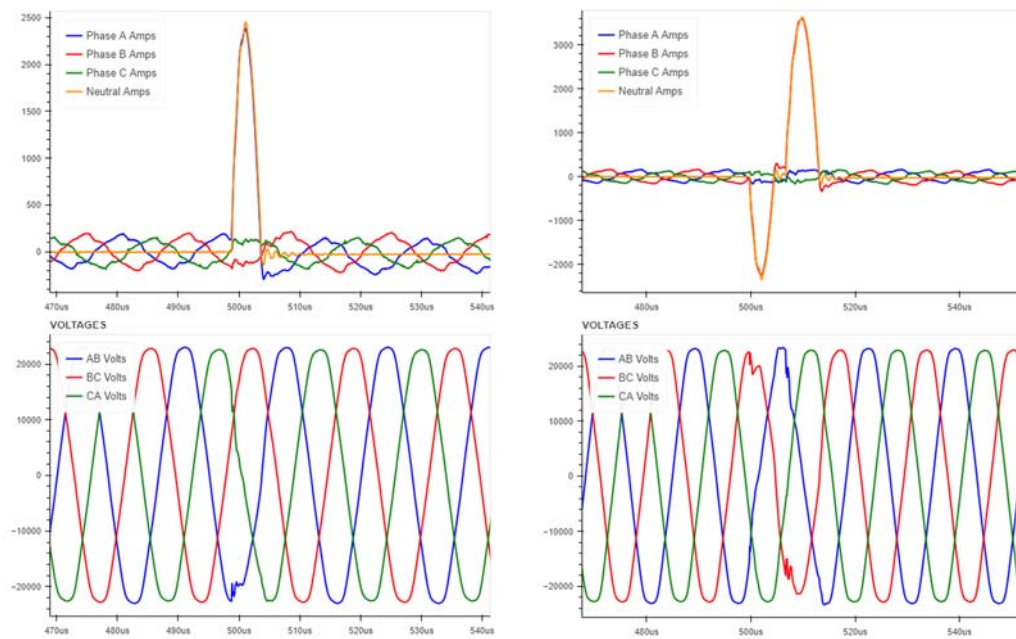 2500
2000
1500
1000
500
0
Phase A Amps
Phase B Amps
Phase C Amps
Neutral Amps
470us 480us 490us 500us 510us 520us 530us 540us
3000
2000
1000
0
−1000
−2000
Phase A Amps
Phase B Amps
Phase C Amps
Neutral Amps
480us 500us 520us 540us
VOLTAGES
20000
10000
0
−10000
−20000
AB Volts
BC Volts
CA Volts
470us 480us 490us 500us 510us 520us 530us 540us
VOLTAGES
20000
10000
0
−10000
−20000
AB Volts
BC Volts
CA Volts
480us 500us 520us 540us